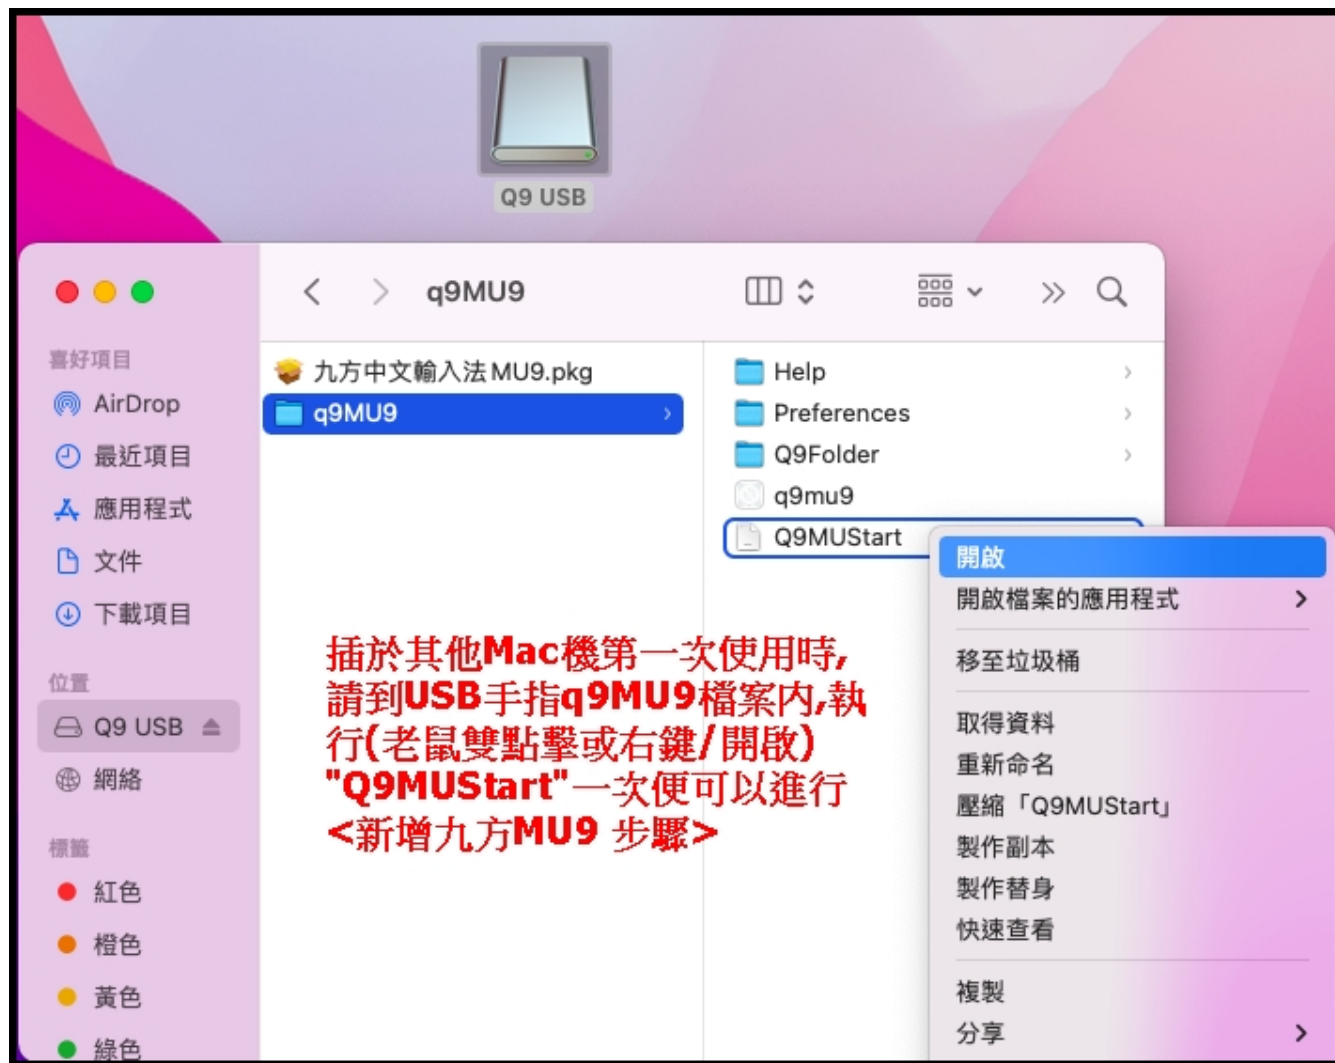 Q9 USB
q9MU9
喜好項目
AirDrop
最近項目
應用程式
文件
下載項目
位置
Q9 USB
網絡
標籤
紅色
橙色
黃色
綠色
九方中文輸入法 MU9.pkg
q9MU9
Help
Preferences
Q9Folder
q9mu9
Q9MUStart
插於其他Mac機第一次使用時,
請到USB手指q9MU9檔案内,執
行(老鼠雙點擊或右鍵/開啟)
"Q9MUStart"一次便可以進行
<新增九方MU9 步驟>
開啟
開啟檔案的應用程式
移至垃圾桶
取得資料
重新命名
壓縮「Q9MUStart」
製作副本
製作替身
快速查看
複製
分享